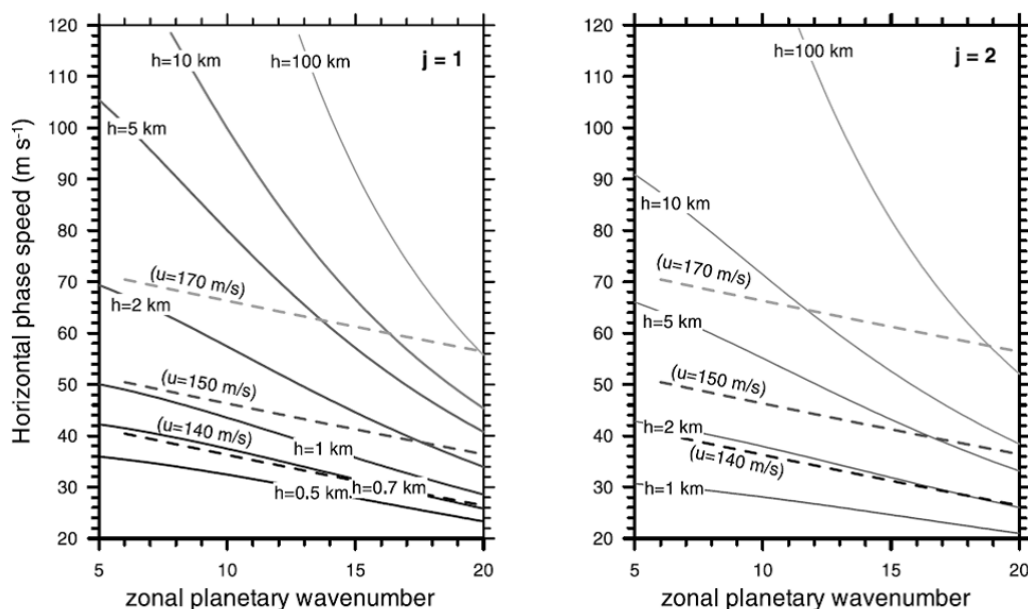 Horizontal phase speed (m s⁻¹)
120
110
100
90
80
70
60
50
40
30
20
h=10 km
h=100 km
j = 1
h=5 km
(u=170 m/s)
h=2 km
(u=150 m/s)
(u=140 m/s)
h=1 km
h=0.7 km
h=0.5 km
5
10
15
20
zonal planetary wavenumber
120
110
100
90
80
70
60
50
40
30
20
h=100 km
j = 2
h=10 km
(u=170 m/s)
h=5 km
(u=150 m/s)
h=2 km
(u=140 m/s)
h=1 km
5
10
15
20
zonal planetary wavenumber